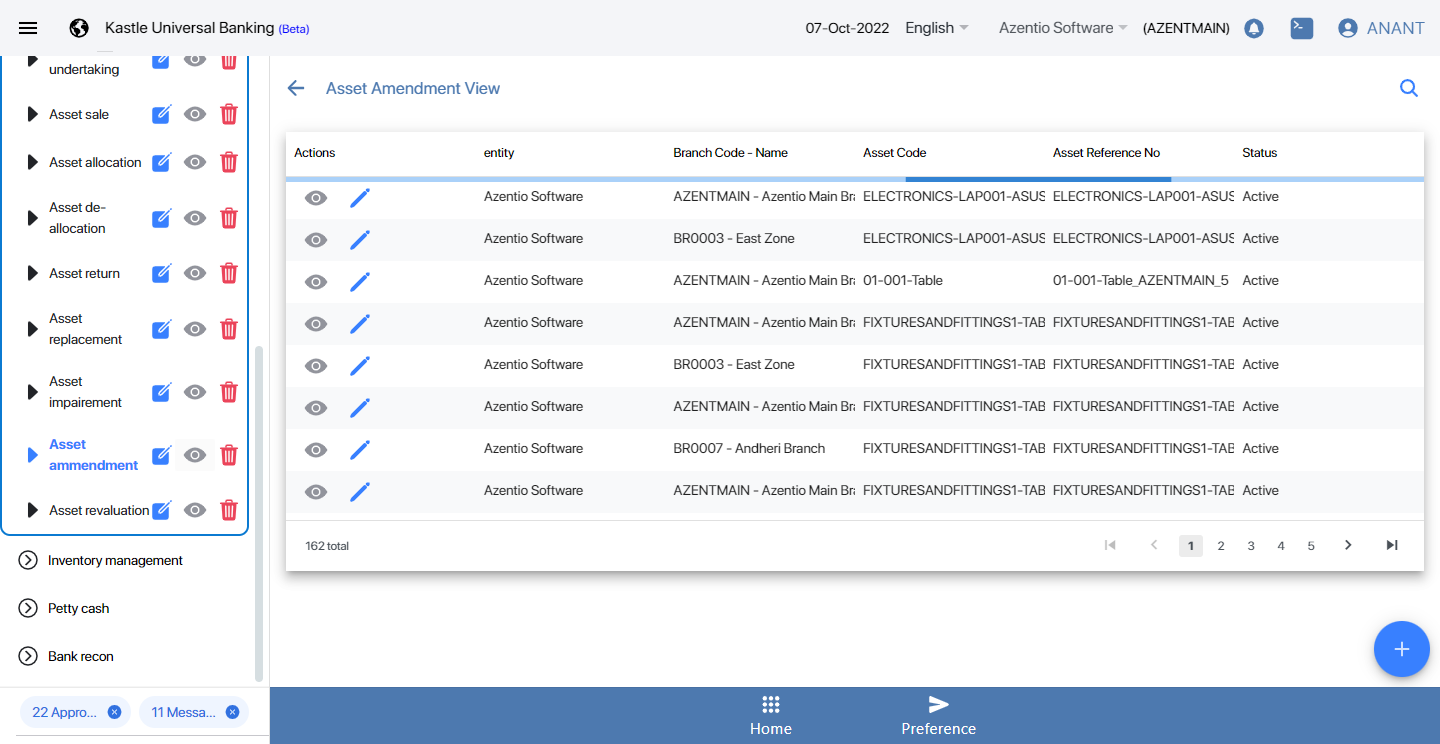 Kastle Universal Banking (Beta)
07-Oct-2022
English
Azentio Software
(AZENTMAIN)
ANANT
undertaking
Asset sale
Asset allocation
Asset de-
allocation
Asset return
Asset
replacement
Asset
impairement
Asset
ammendment
Asset revaluation
Inventory management
Petty cash
Bank recon
22 Appro...
11 Messa...
Asset Amendment View
Actions entity Branch Code - Name Asset Code Asset Reference No Status
Azentio Software AZENTMAIN - Azentio Main Bra ELECTRONICS-LAP001-ASUS ELECTRONICS-LAP001-ASUS Active
Azentio Software BR0003 - East Zone ELECTRONICS-LAP001-ASUS ELECTRONICS-LAP001-ASUS Active
Azentio Software AZENTMAIN - Azentio Main Bra 01-001-Table 01-001-Table_AZENTMAIN_5 Active
Azentio Software AZENTMAIN - Azentio Main Bra FIXTURESANDFITTINGS1-TAB FIXTURESANDFITTINGS1-TAB Active
Azentio Software BR0003 - East Zone FIXTURESANDFITTINGS1-TAB FIXTURESANDFITTINGS1-TAB Active
Azentio Software AZENTMAIN - Azentio Main Bra FIXTURESANDFITTINGS1-TAB FIXTURESANDFITTINGS1-TAB Active
Azentio Software BR0007 - Andheri Branch FIXTURESANDFITTINGS1-TAB FIXTURESANDFITTINGS1-TAB Active
Azentio Software AZENTMAIN - Azentio Main Bra FIXTURESANDFITTINGS1-TAB FIXTURESANDFITTINGS1-TAB Active
162 total
1 2 3 4 5
Home
Preference